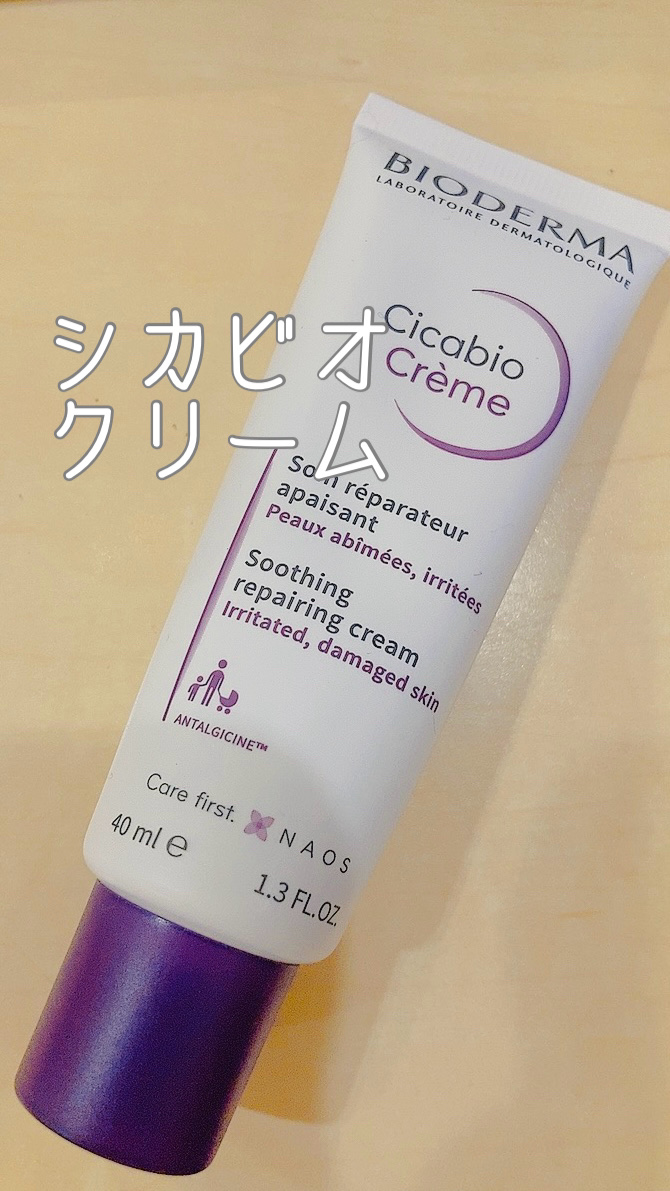 BIODERMA
LABORATOIRE DERMATOLOGIQUE
Cicabio
Crème
シカビオ
クリーム
Soin réparateur
apaisant
Peaux abîmées, irritées
Soothing
repairing cream
Irritated, damaged skin
ANTALGICINE™
Care first.
NAOS
40 ml ℮
1.3 FL.OZ.